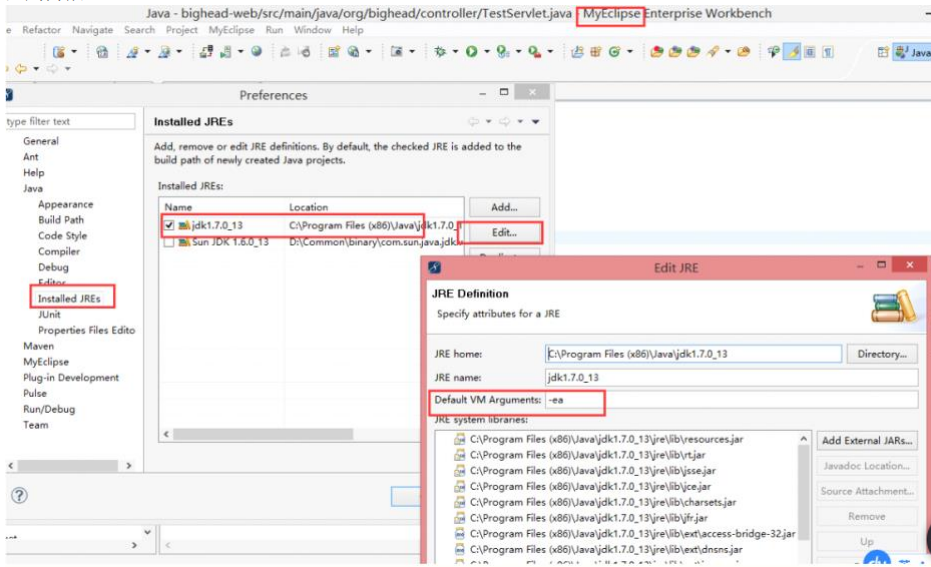 Java - bighead-web/src/main/java/org/bighead/controller/TestServlet.java - MyEclipse Enterprise Workbench
Refactor Navigate Search Project MyEclipse Run Window Help
Java
Preferences
type filter text
General
Ant
Help
Java
Appearance
Build Path
Code Style
Compiler
Debug
Editor
Installed JREs
JUnit
Properties Files Edito
Maven
MyEclipse
Plug-in Development
Pulse
Run/Debug
Team
Installed JREs
Add, remove or edit JRE definitions. By default, the checked JRE is added to the
build path of newly created Java projects.
Installed JREs:
Name Location
jdk1.7.0_13 C:\Program Files (x86)\Java\jdk1.7.0_1
Sun JDK 1.6.0_13 D:\Common\binary\com.sun.java.jdk.
Add...
Edit...
Edit JRE
JRE Definition
Specify attributes for a JRE
JRE home: C:\Program Files (x86)\Java\jdk1.7.0_13 Directory...
JRE name: jdk1.7.0_13
Default VM Arguments: -ea
JRE system libraries:
C:\Program Files (x86)\Java\jdk1.7.0_13\jre\lib\resources.jar
C:\Program Files (x86)\Java\jdk1.7.0_13\jre\lib\rt.jar
C:\Program Files (x86)\Java\jdk1.7.0_13\jre\lib\jsse.jar
C:\Program Files (x86)\Java\jdk1.7.0_13\jre\lib\jce.jar
C:\Program Files (x86)\Java\jdk1.7.0_13\jre\lib\charsets.jar
C:\Program Files (x86)\Java\jdk1.7.0_13\jre\lib\jfr.jar
C:\Program Files (x86)\Java\jdk1.7.0_13\jre\lib\ext\access-bridge-32.jar
C:\Program Files (x86)\Java\jdk1.7.0_13\jre\lib\ext\dnsns.jar
Add External JARs...
Javadoc Location...
Source Attachment...
Remove
Up